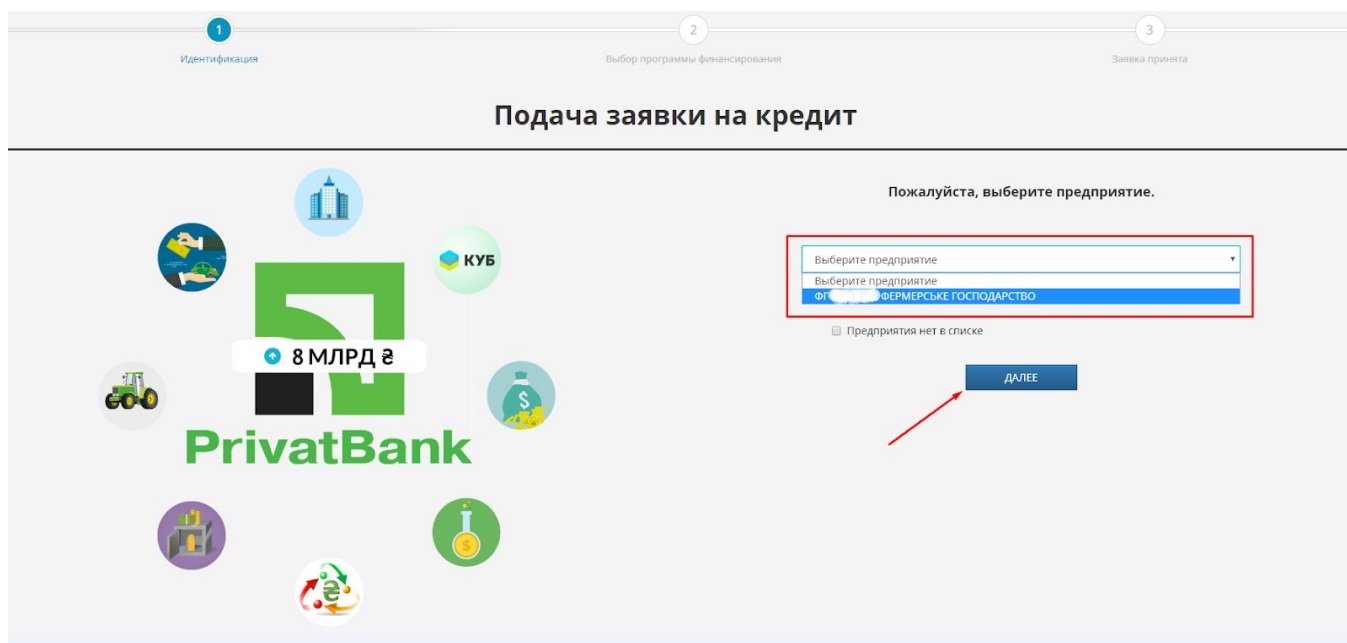 1
2
3
Идентификация
Выбор программы финансирования
Заявка принята
Подача заявки на кредит
Пожалуйста, выберите предприятие.
КУБ
8 МЛРД ₴
PrivatBank
$
$
₴
Выберите предприятие
Выберите предприятие
ФГ ФЕРМЕРСЬКЕ ГОСПОДАРСТВО
Предприятия нет в списке
ДАЛЕЕ